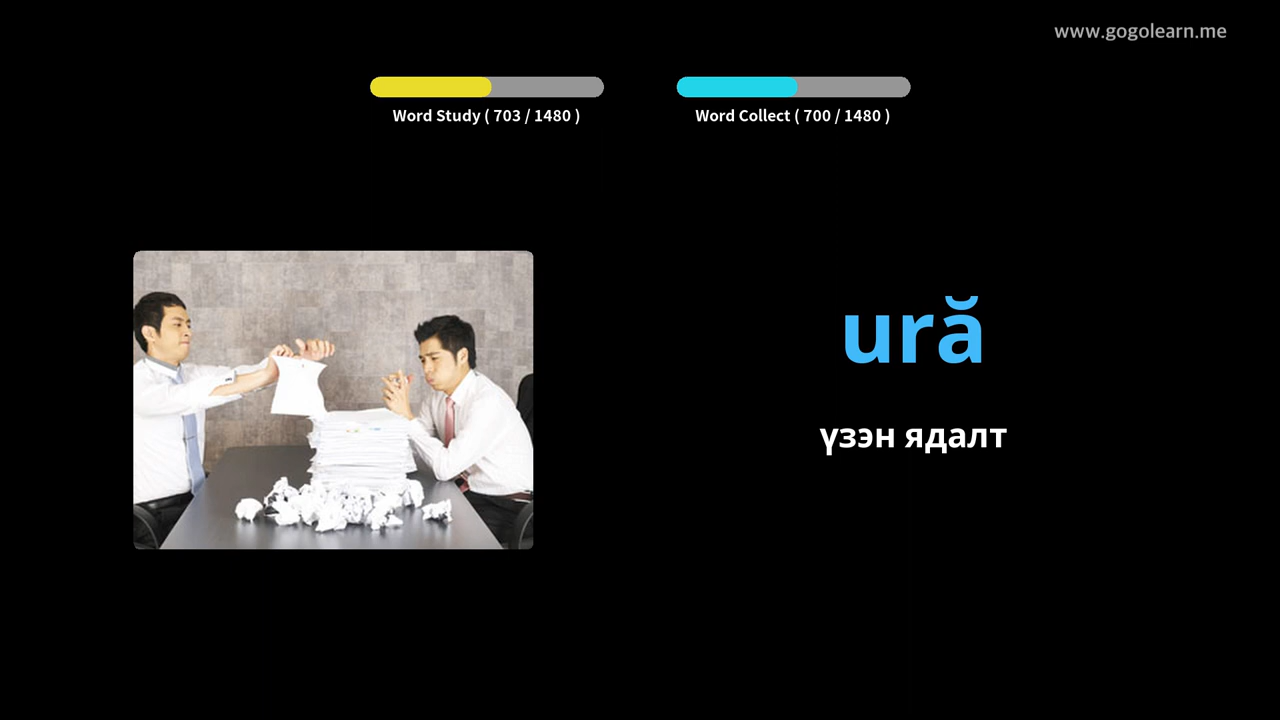 www.gogolearn.me
Word Study ( 703 / 1480 )
Word Collect ( 700 / 1480 )
ură
үзэн ядалт